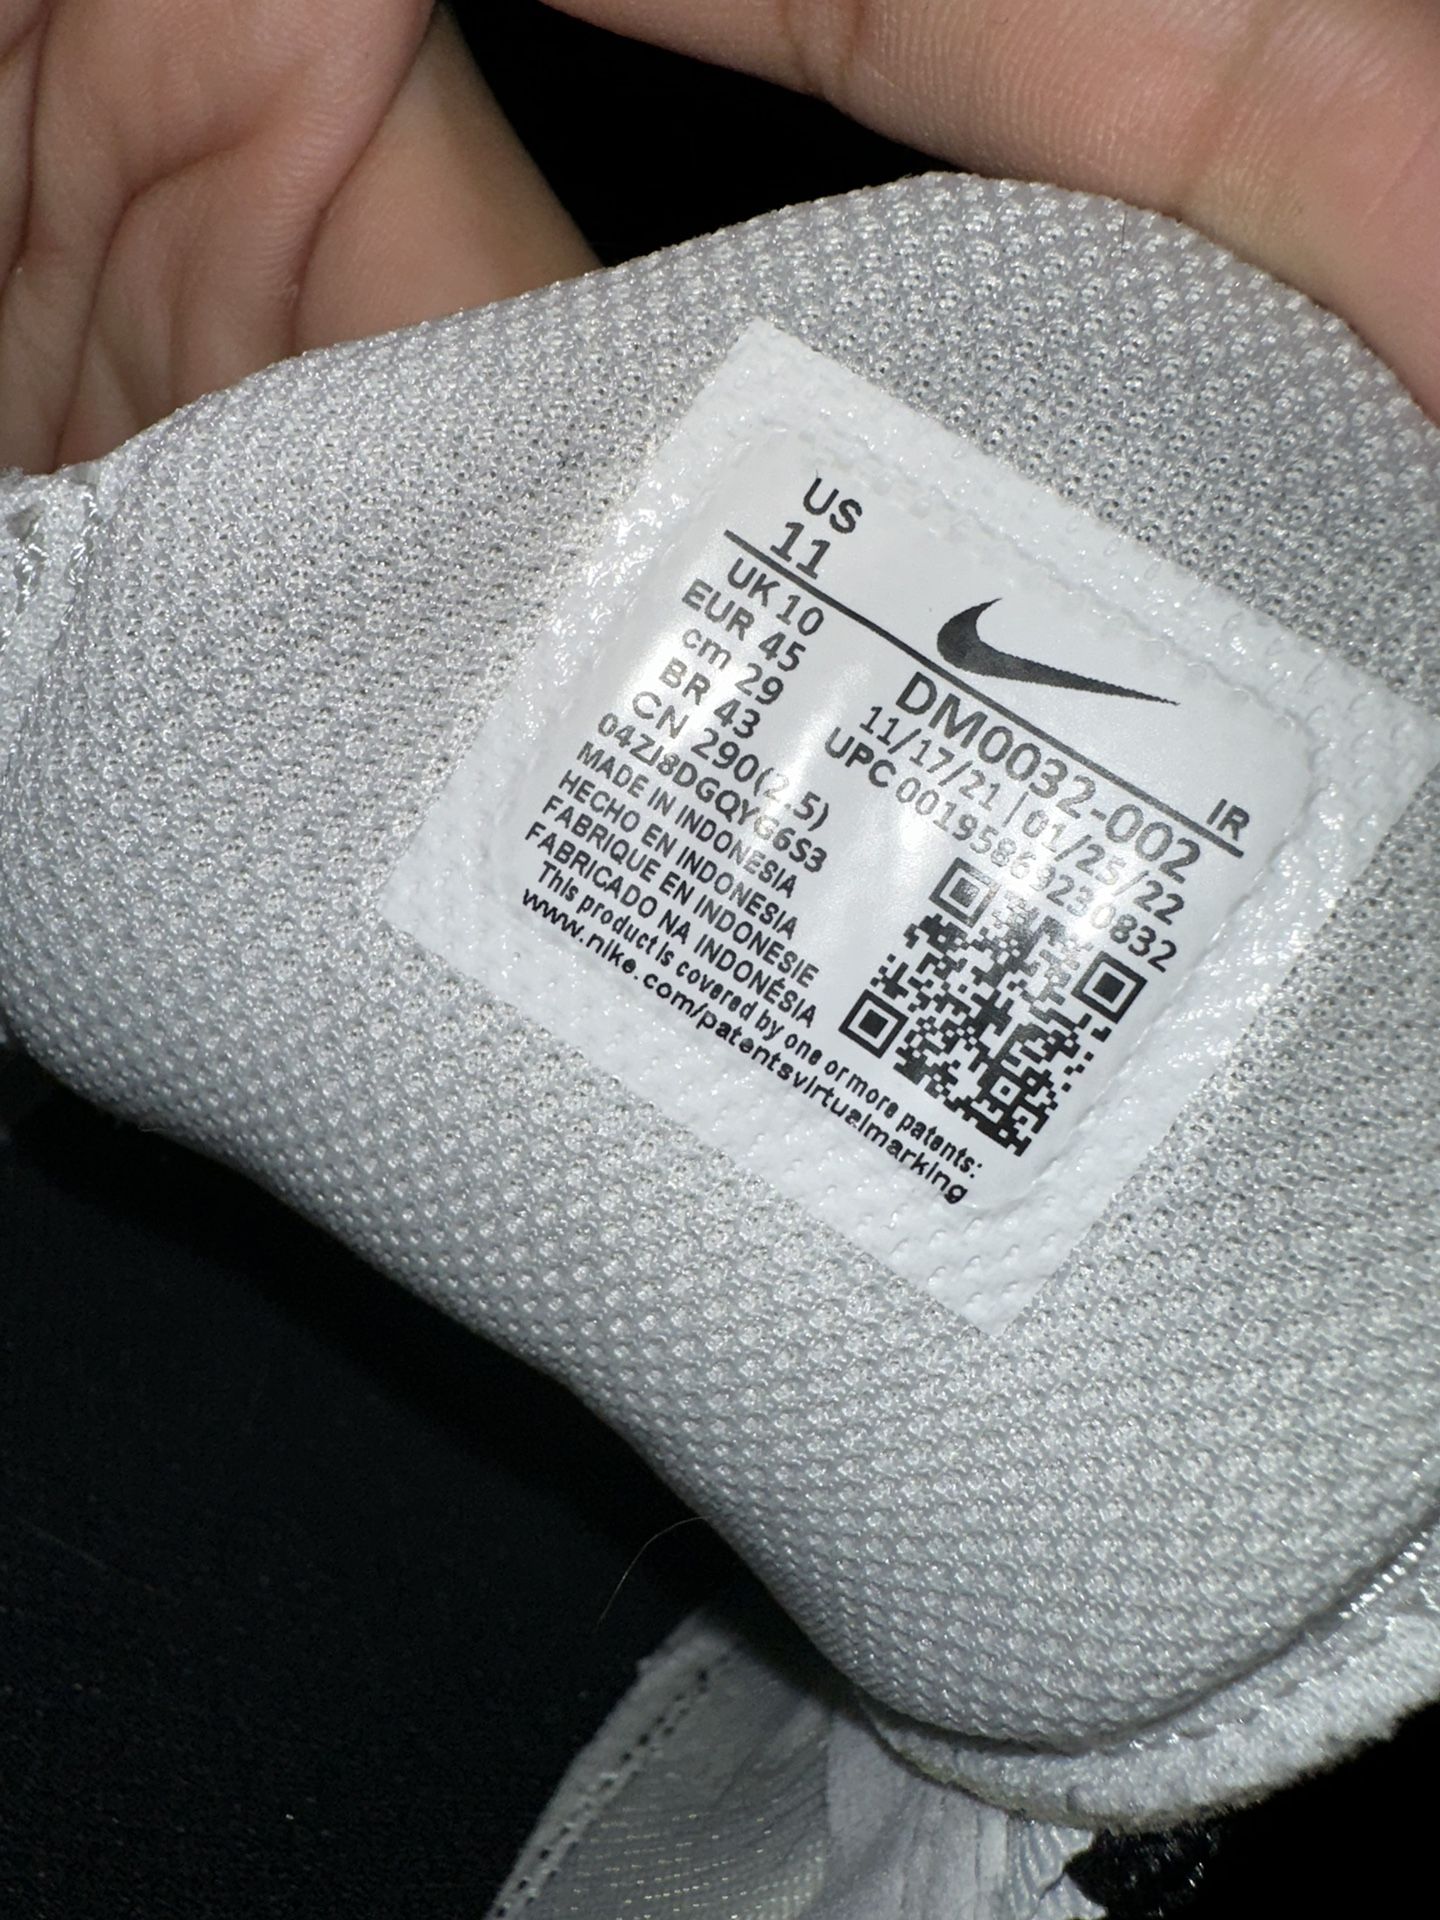 US
11
UK 10
EUR 45
cm 29
BR 43
CN 290(2.5)
04ZI8DGQYG6S3
MADE IN INDONESIA
HECHO EN INDONESIA
FABRIQUE EN INDONESIE
FABRICADO NA INDONÉSIA
This product is covered by one or more patents:
www.nike.com/patentsvirtualmarking
IR
DM0032-002
11/17/21 | 01/25/22
UPC 00195869230832